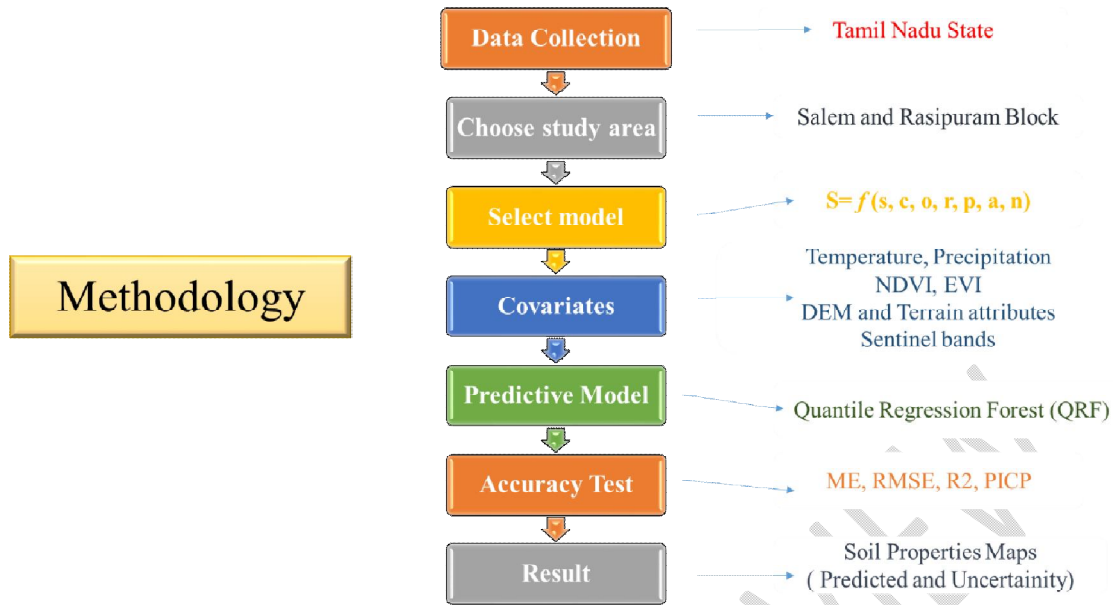 Data Collection
Tamil Nadu State
Choose study area
Salem and Rasipuram Block
Select model
S= f (s, c, o, r, p, a, n)
Methodology
Covariates
Temperature, Precipitation
NDVI, EVI
DEM and Terrain attributes
Sentinel bands
Predictive Model
Quantile Regression Forest (QRF)
Accuracy Test
ME, RMSE, R2, PICP
Result
Soil Properties Maps
( Predicted and Uncertainity)